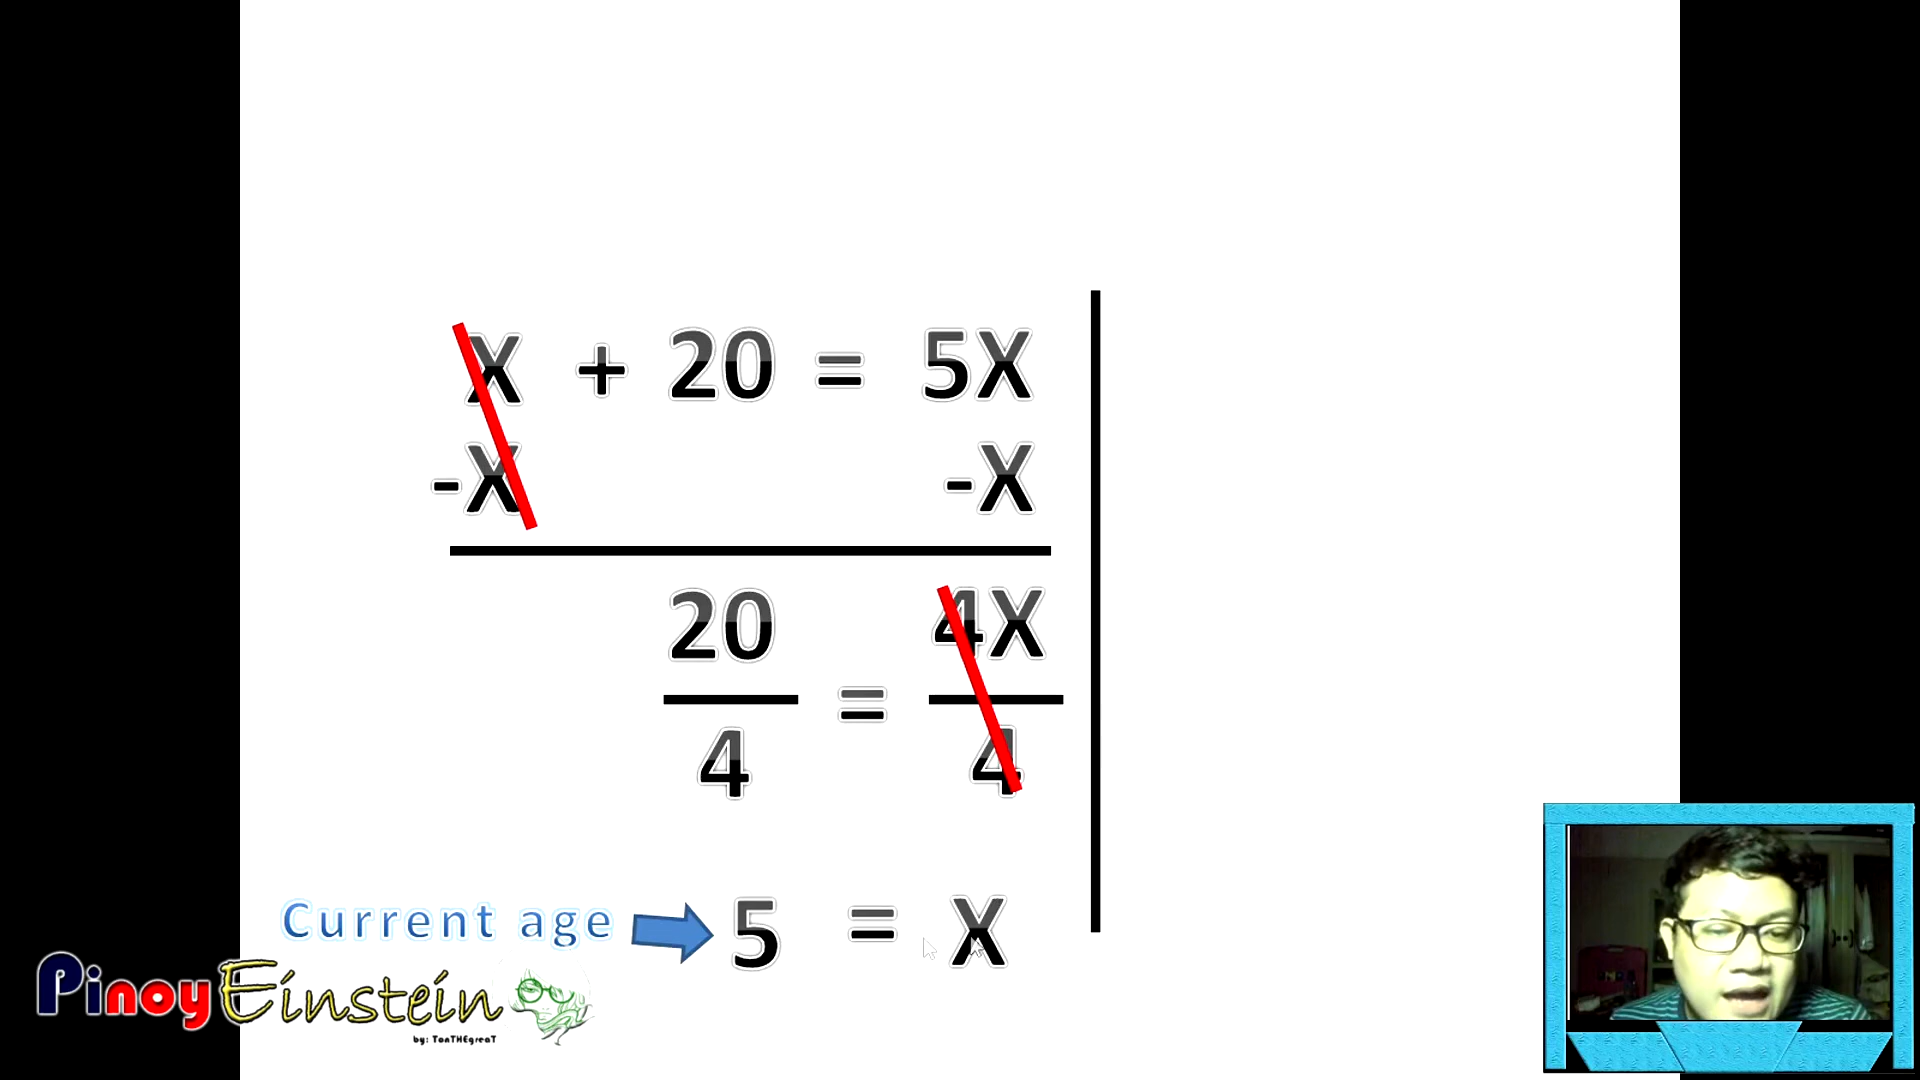 X + 20 = 5X
-X -X
20 = 4X
4 4
Current age 5 = X
PinoyEinstein
by: TonTHEgreaT